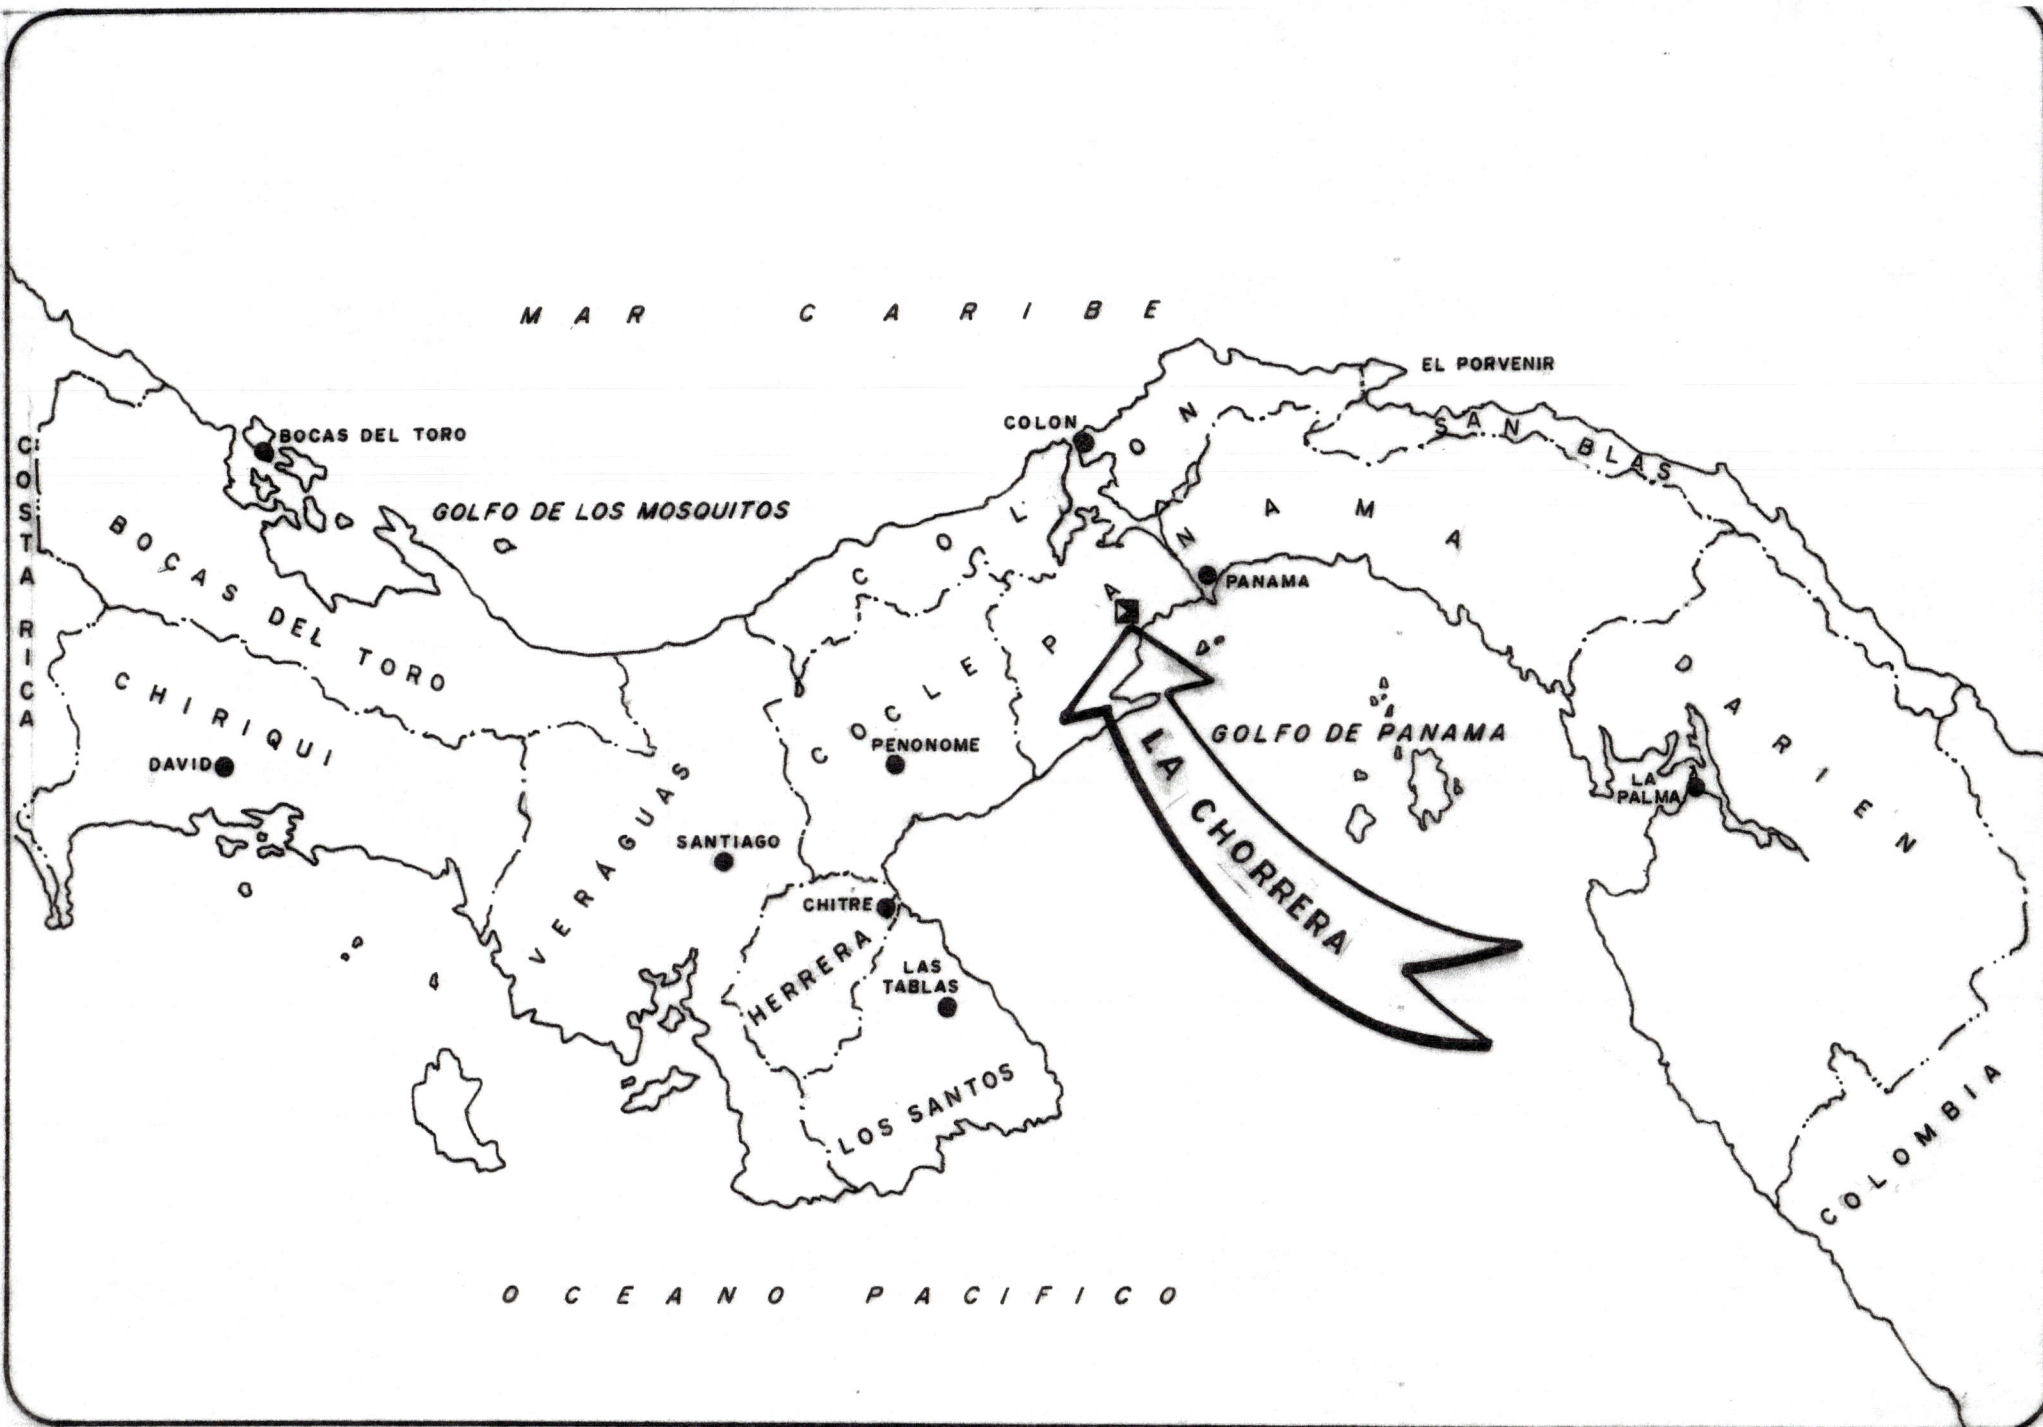 MAR CARIBE
EL PORVENIR
COLON
SAN BLAS
COSTA RICA
BOCAS DEL TORO
GOLFO DE LOS MOSQUITOS
COLON
PANAMA
BOCAS DEL TORO
PANAMA
CHIRIQUI
DAVID
COCLE
PENONOME
GOLFO DE PANAMA
DARIEN
LA
PALMA
LA CHORRERA
VERAGUAS
SANTIAGO
CHITRE
HERRERA
LAS
TABLAS
LOS SANTOS
COLOMBIA
OCEANO PACIFICO